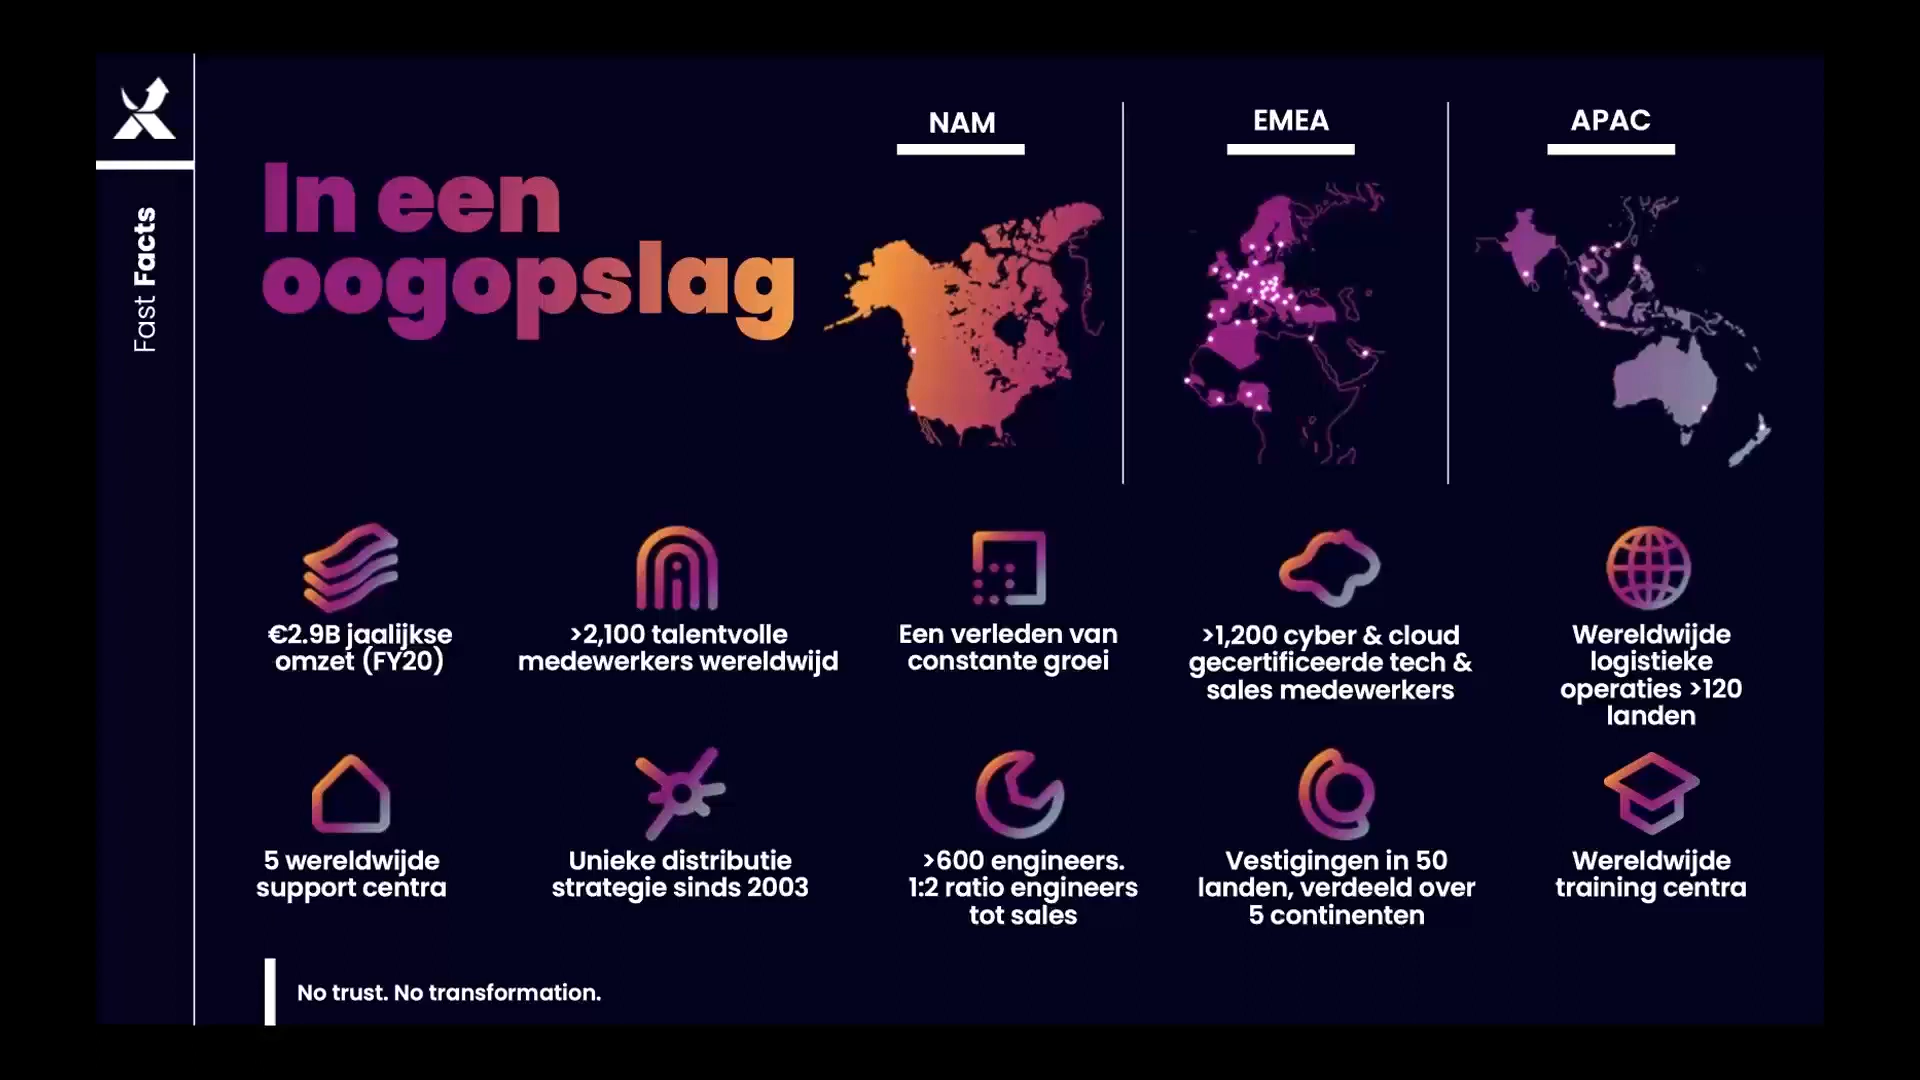 Fast Facts
In een
oogopslag
NAM
EMEA
APAC
€2.9B jaalijkse
omzet (FY20)
>2,100 talentvolle
medewerkers wereldwijd
Een verleden van
constante groei
>1,200 cyber & cloud
gecertificeerde tech &
sales medewerkers
Wereldwijde
logistieke
operaties >120
landen
5 wereldwijde
support centra
Unieke distributie
strategie sinds 2003
>600 engineers.
1:2 ratio engineers
tot sales
Vestigingen in 50
landen, verdeeld over
5 continenten
Wereldwijde
training centra
No trust. No transformation.